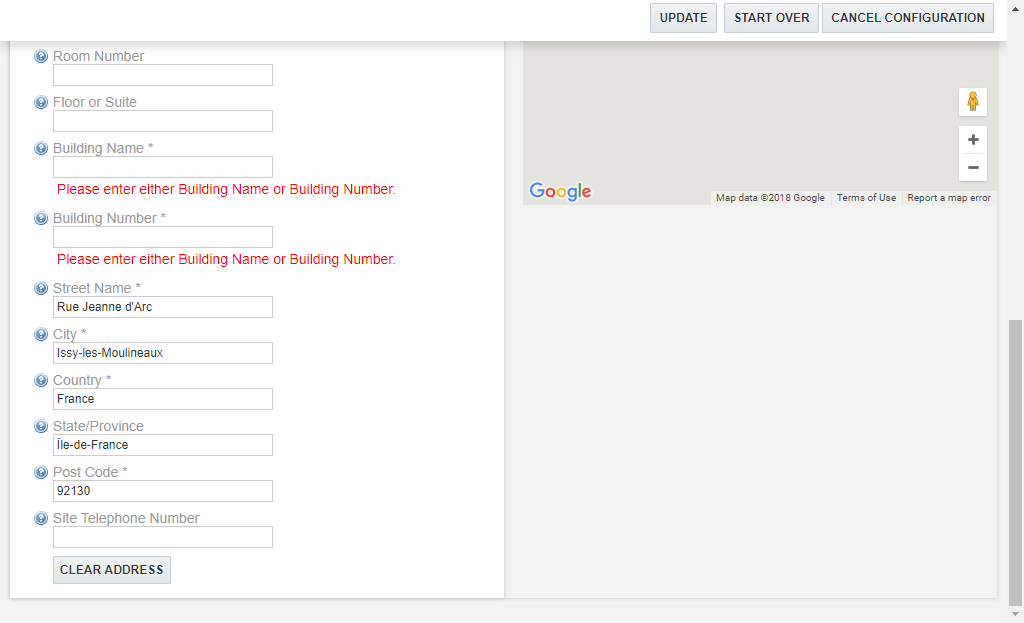 UPDATE START OVER CANCEL CONFIGURATION
Room Number
Floor or Suite
Building Name *
Please enter either Building Name or Building Number.
Building Number *
Please enter either Building Name or Building Number.
Street Name *
Rue Jeanne d'Arc
City *
Issy-les-Moulineaux
Country *
France
State/Province
Île-de-France
Post Code *
92130
Site Telephone Number
CLEAR ADDRESS
Google
Map data ©2018 Google Terms of Use Report a map error